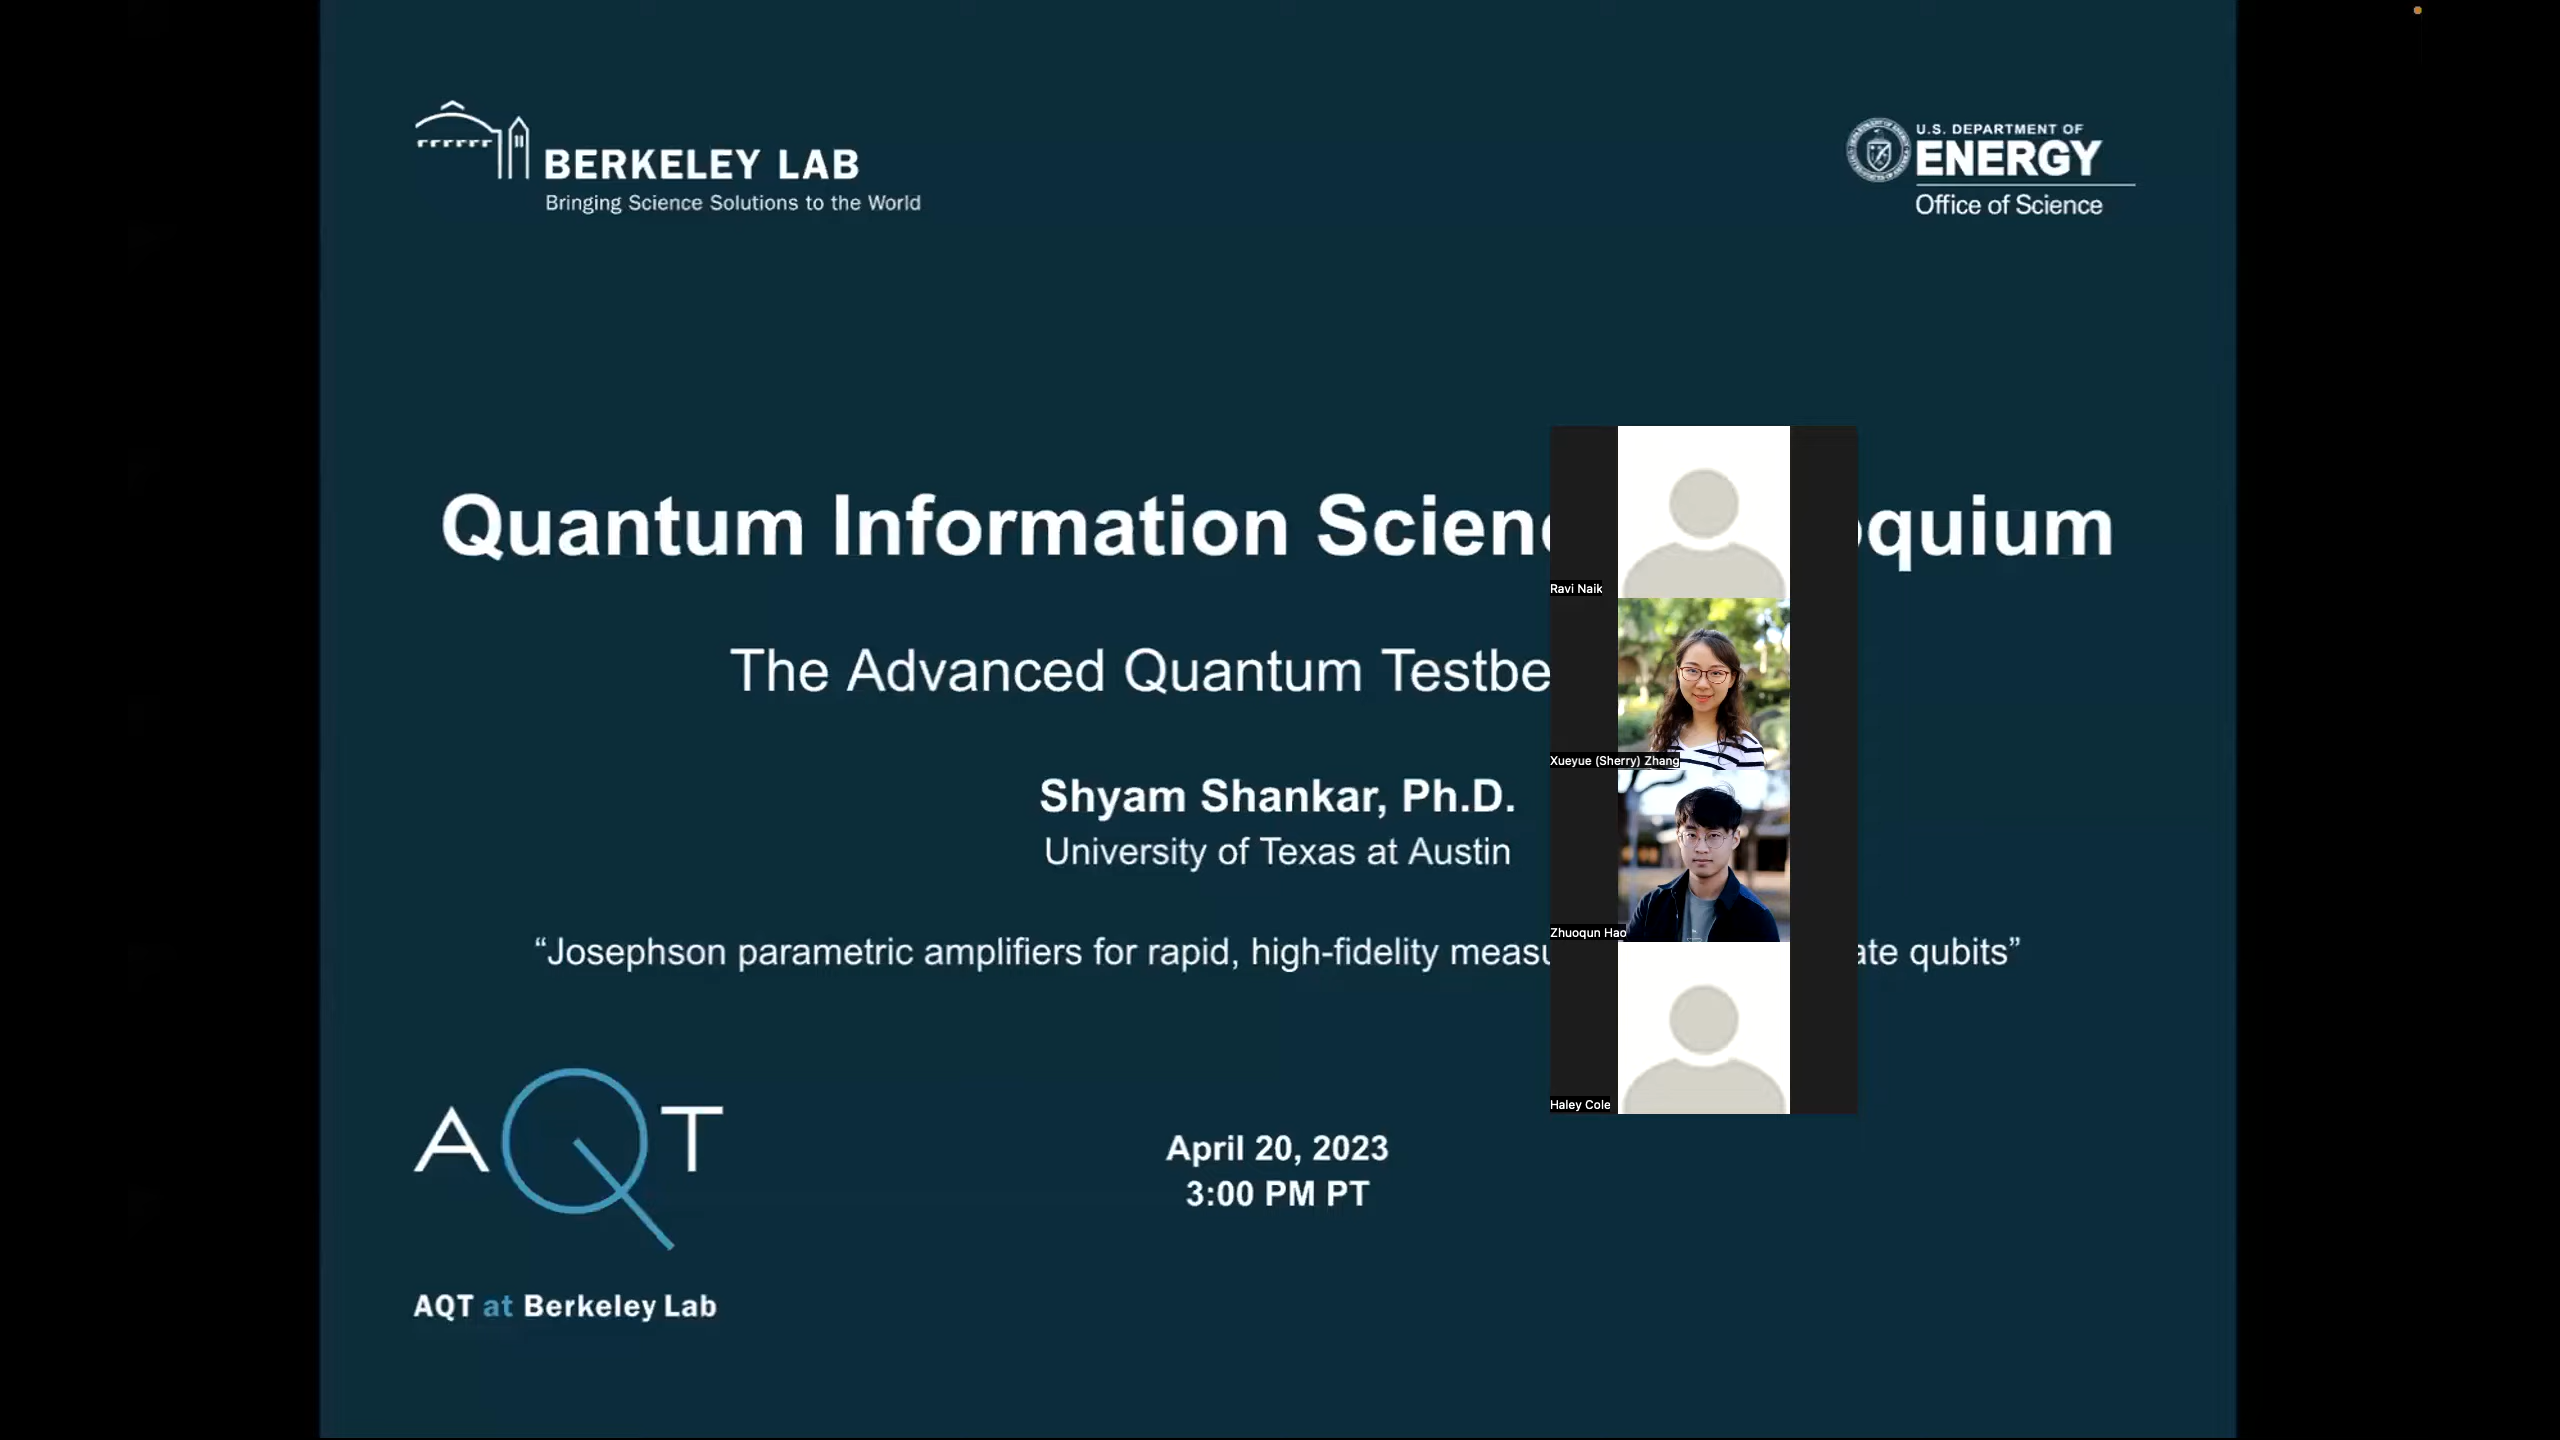 BERKELEY LAB
Bringing Science Solutions to the World
U.S. DEPARTMENT OF
ENERGY
Office of Science
Quantum Information Scien quium
The Advanced Quantum Testbe
Shyam Shankar, Ph.D.
University of Texas at Austin
“Josephson parametric amplifiers for rapid, high-fidelity measu ate qubits”
Ravi Naik
Xueyue (Sherry) Zhang
Zhuoqun Hao
Haley Cole
AQT
April 20, 2023
3:00 PM PT
AQT at Berkeley Lab